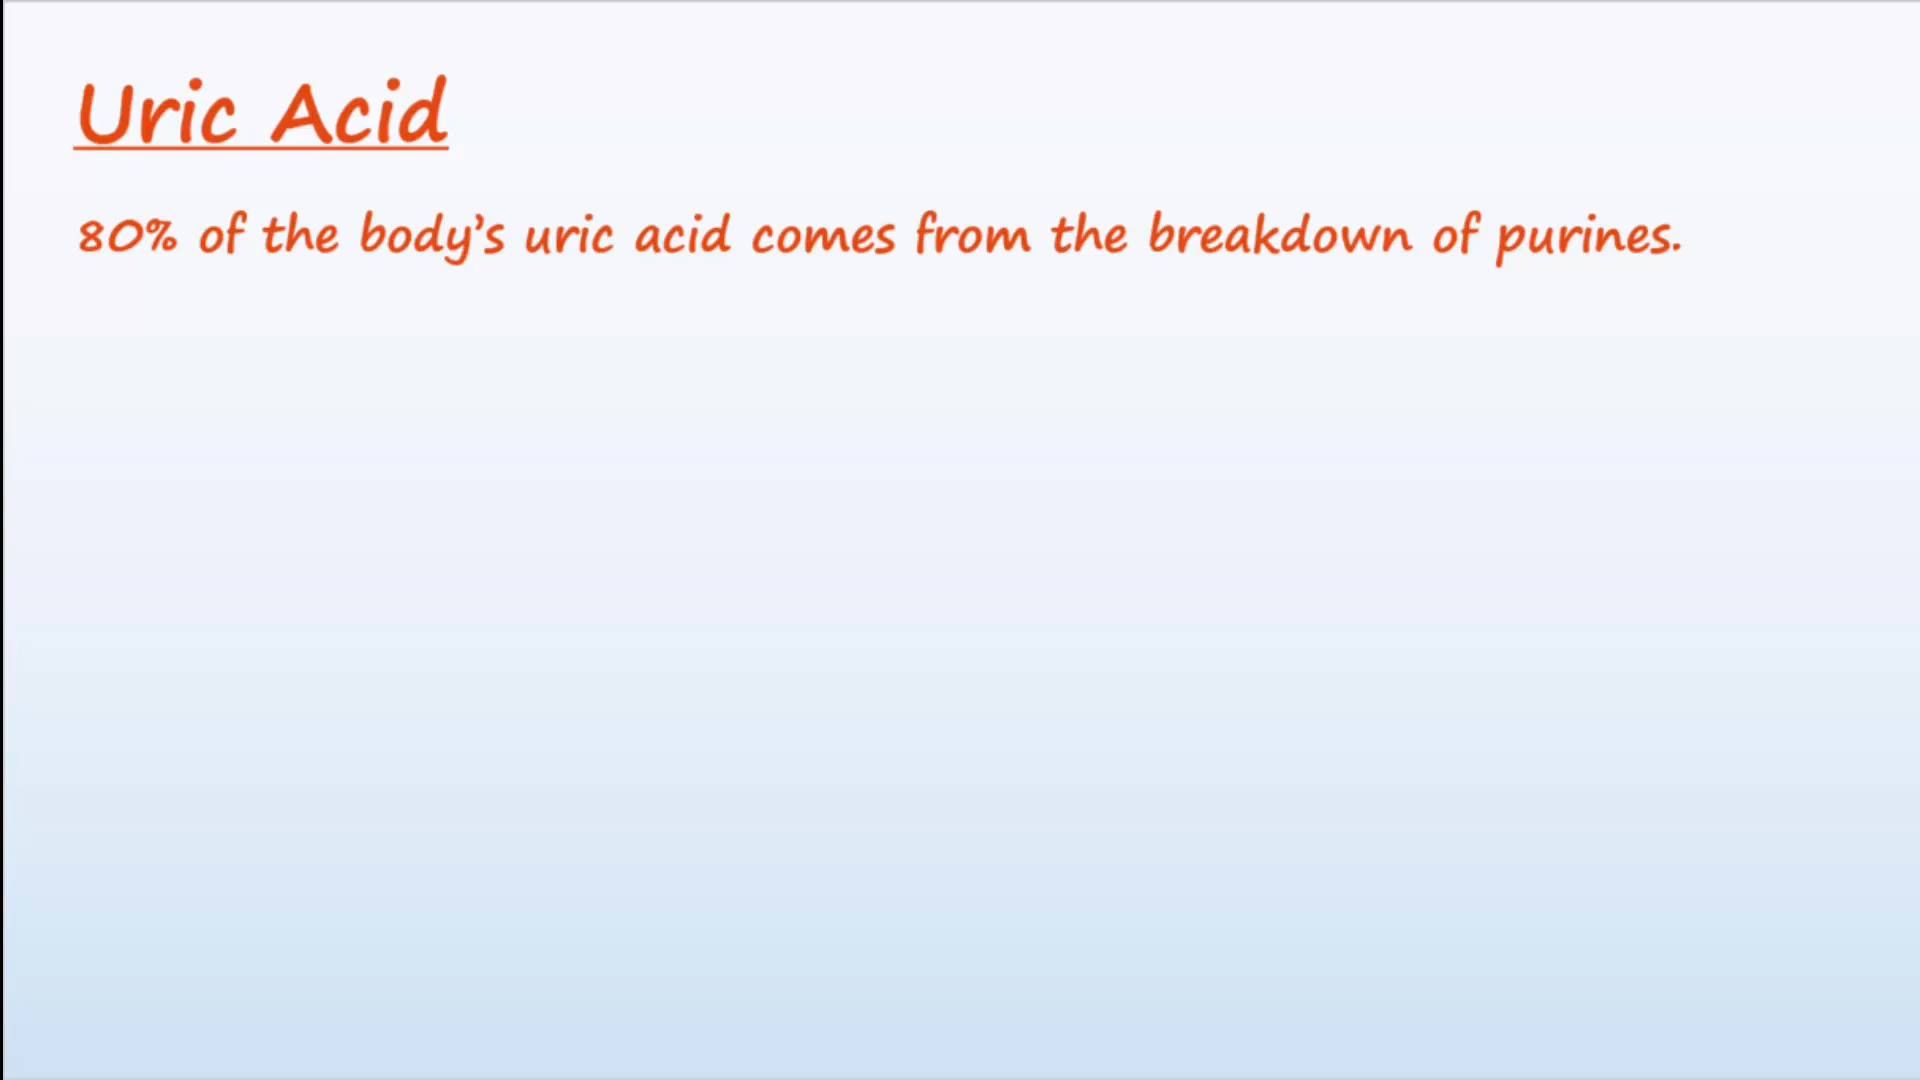 Uric Acid
80% of the body’s uric acid comes from the breakdown of purines.